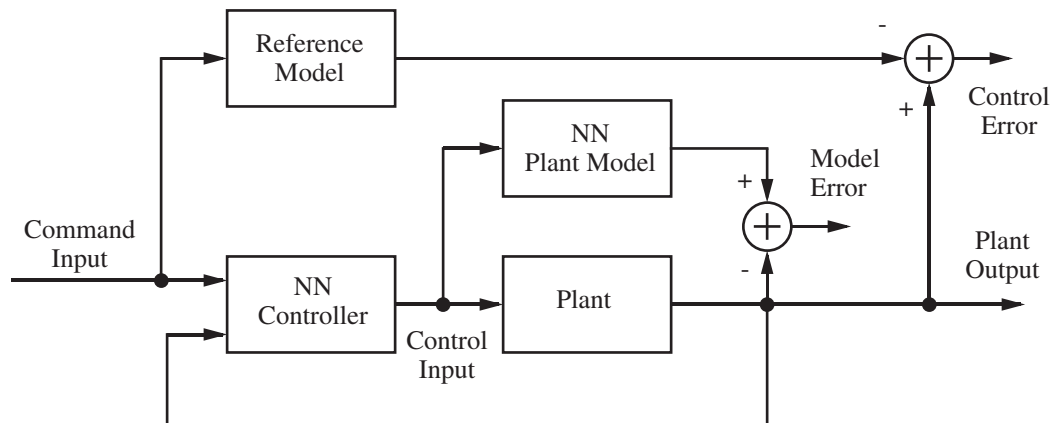 Reference
Model
-
+
Control
Error
NN
Plant Model
+
Model
Error
-
Command
Input
NN
Controller
Control
Input
Plant
Plant
Output